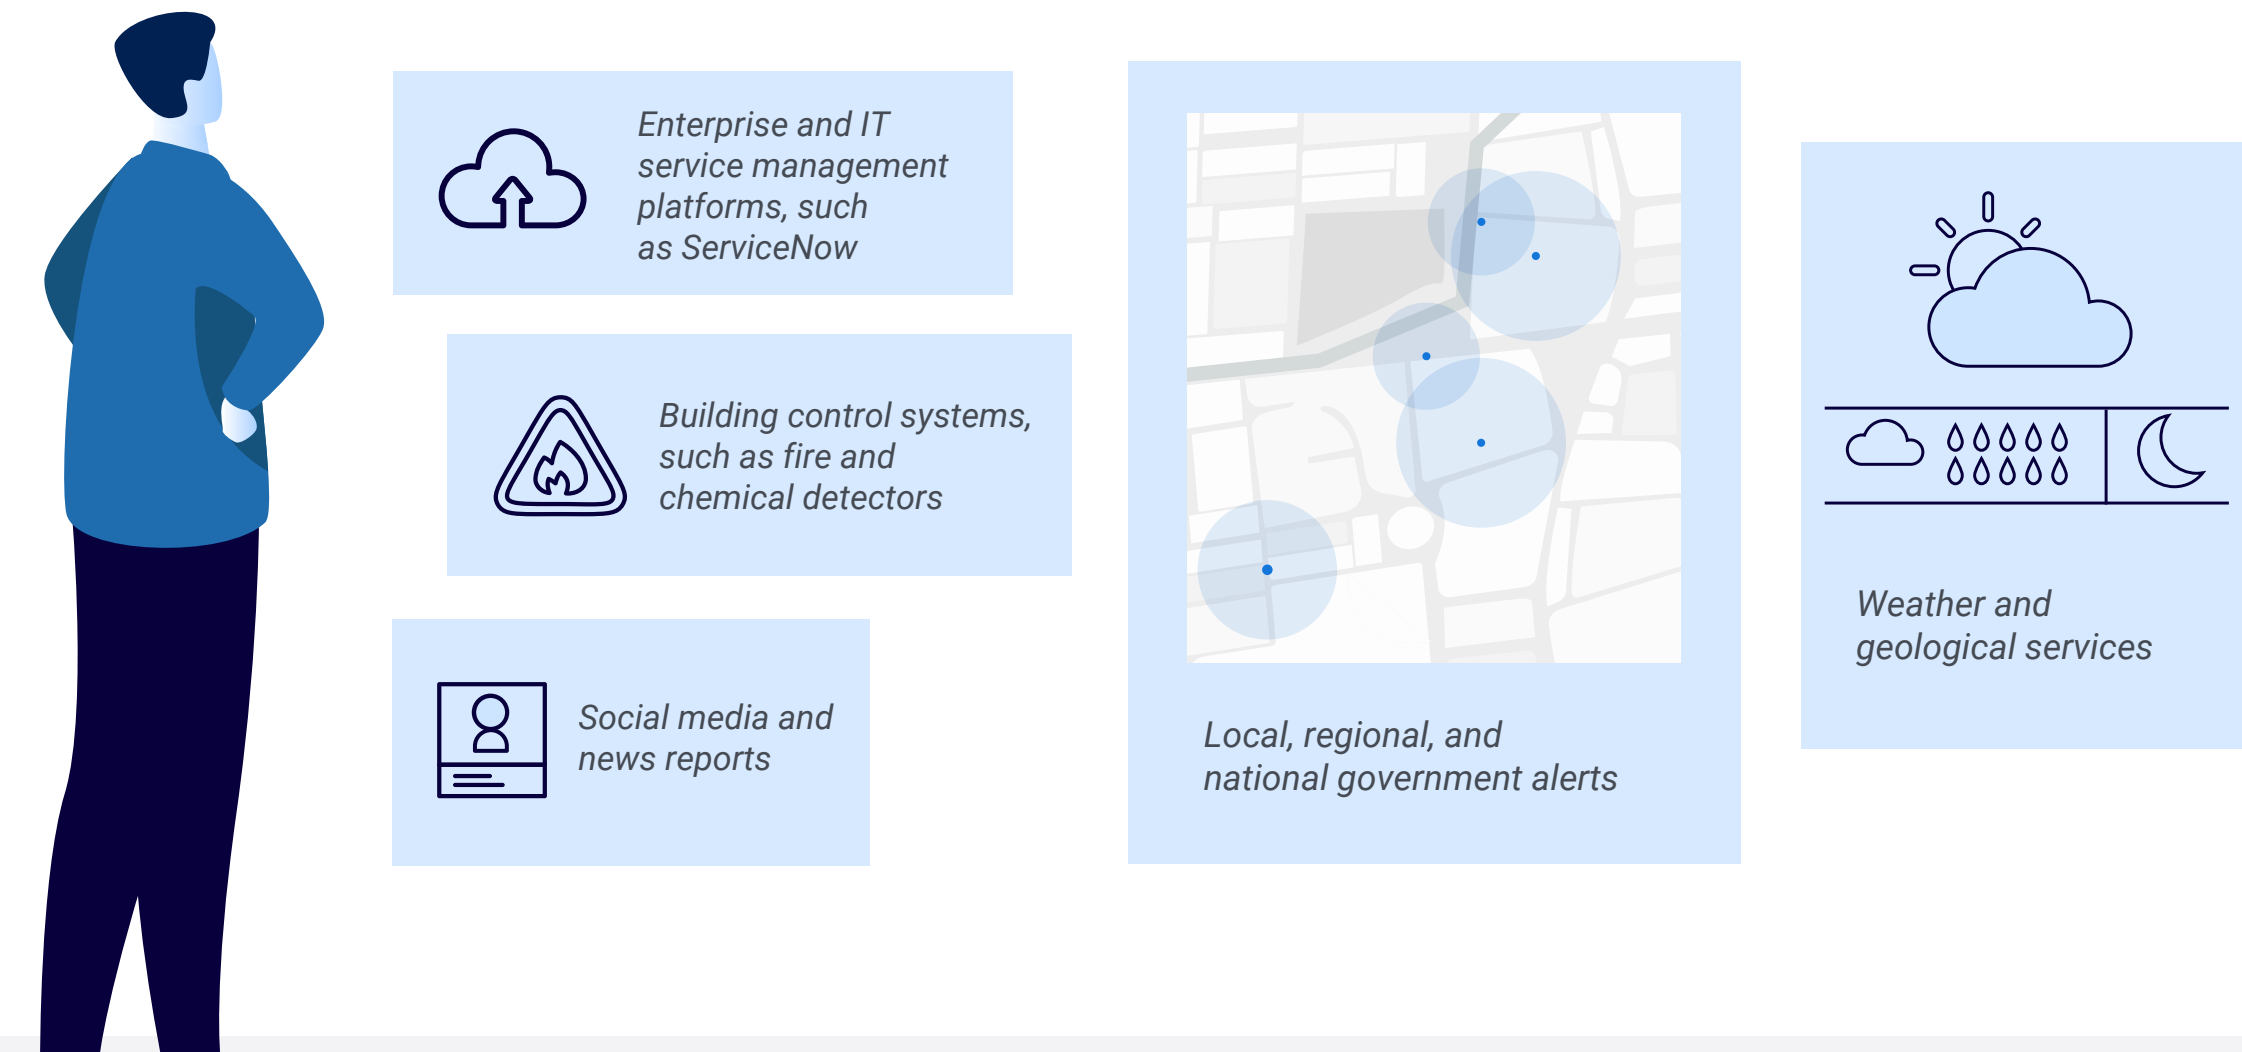 Enterprise and IT
service management
platforms, such
as ServiceNow
Building control systems,
such as fire and
chemical detectors
Social media and
news reports
Local, regional, and
national government alerts
Weather and
geological services